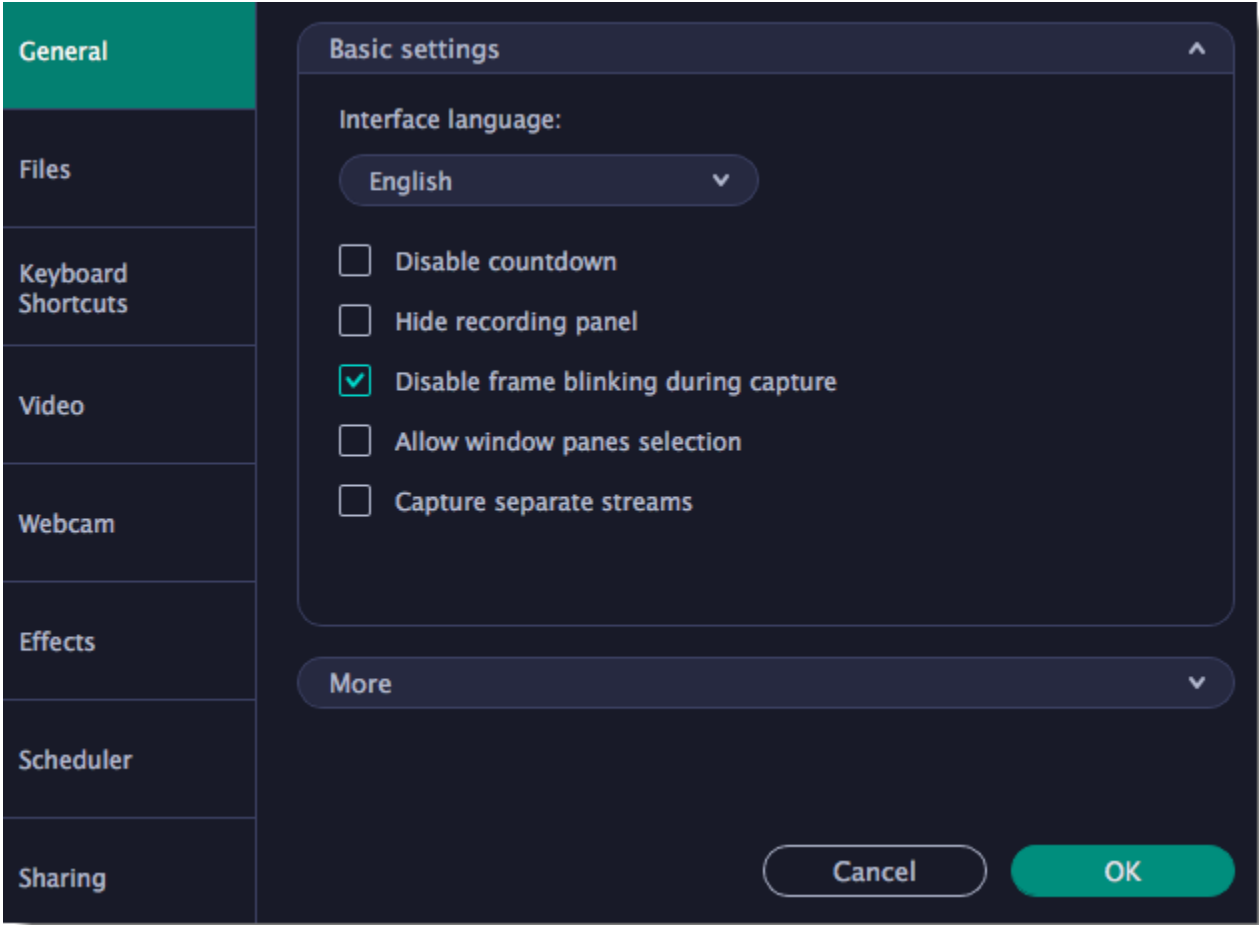 General
Files
Keyboard
Shortcuts
Video
Webcam
Effects
Scheduler
Sharing
Basic settings
Interface language:
English
Disable countdown
Hide recording panel
Disable frame blinking during capture
Allow window panes selection
Capture separate streams
More
Cancel
OK